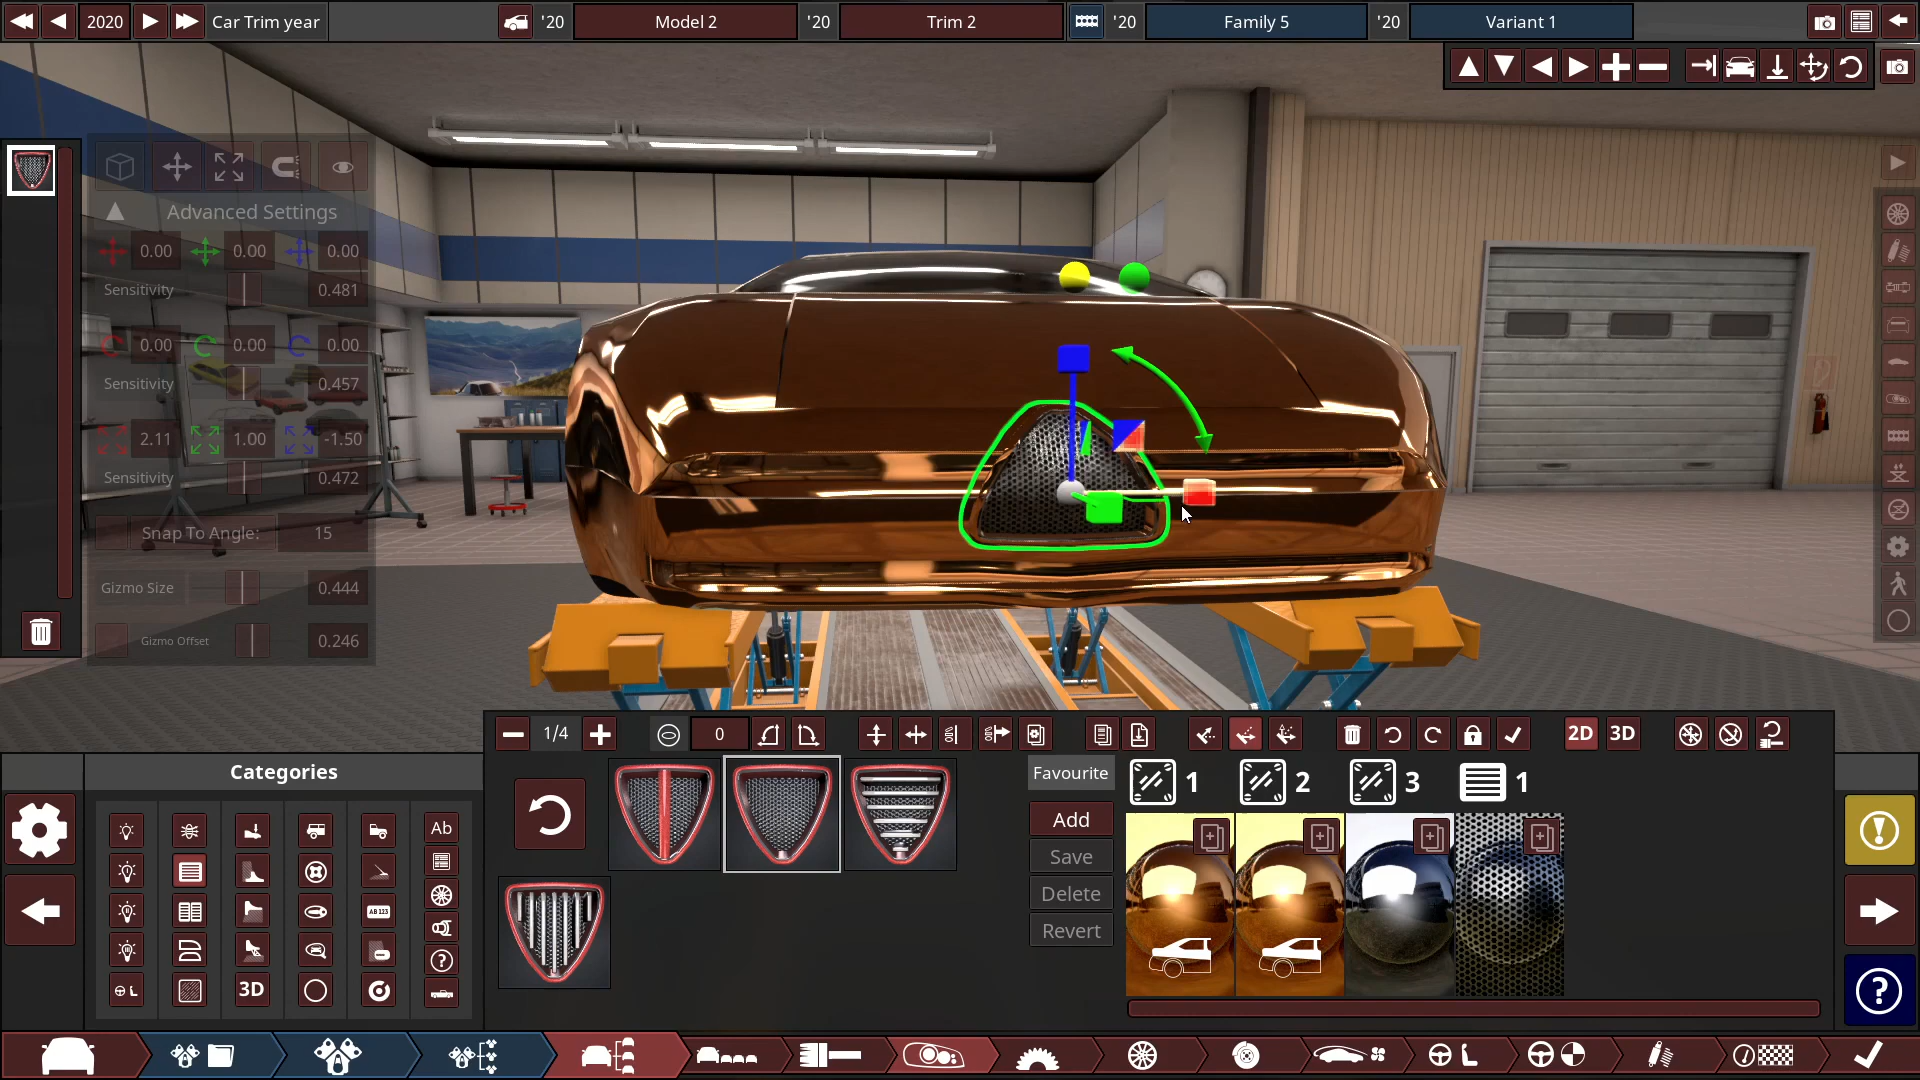 2020 Car Trim year '20 Model 2 '20 Trim 2 '20 Family 5 '20 Variant 1
Advanced Settings
0.00 0.00 0.00
Sensitivity 0.481
0.00 0.00 0.00
Sensitivity 0.457
2.11 1.00 -1.50
Sensitivity 0.472
Snap To Angle: 15
Gizmo Size 0.444
Gizmo Offset 0.246
1/4 0 2D 3D
Categories
Ab
AB 123
3D
Favourite
Add
Save
Delete
Revert
1 2 3 1